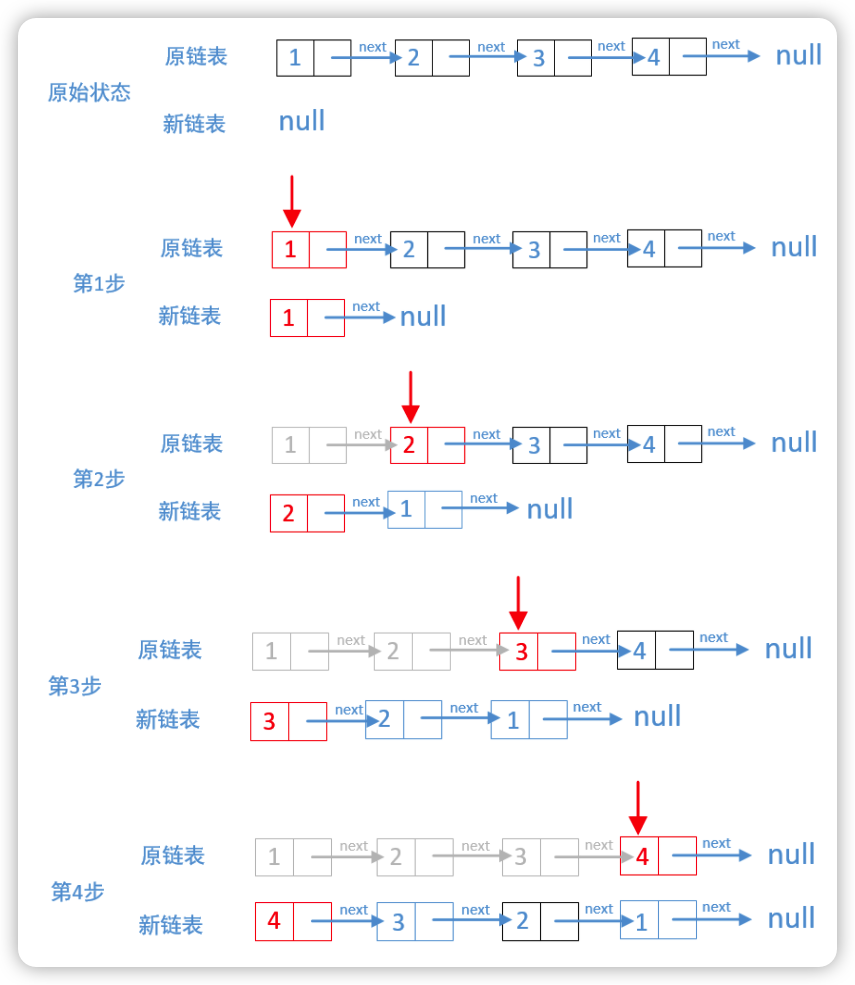 原链表 1 next 2 next 3 next 4 next null
原始状态
新链表 null
原链表 1 next 2 next 3 next 4 next null
第1步
新链表 1 next null
原链表 1 next 2 next 3 next 4 next null
第2步
新链表 2 next 1 next null
原链表 1 next 2 next 3 next 4 next null
第3步
新链表 3 next 2 next 1 next null
原链表 1 next 2 next 3 next 4 next null
第4步
新链表 4 next 3 next 2 next 1 next null